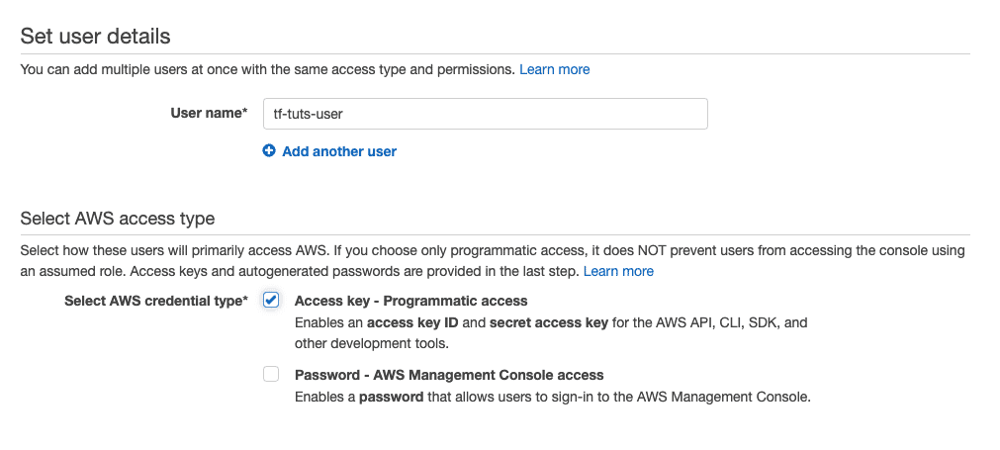 Set user details
You can add multiple users at once with the same access type and permissions. Learn more
User name*
tf-tuts-user
Add another user
Select AWS access type
Select how these users will primarily access AWS. If you choose only programmatic access, it does NOT prevent users from accessing the console using
an assumed role. Access keys and autogenerated passwords are provided in the last step. Learn more
Select AWS credential type*
Access key - Programmatic access
Enables an access key ID and secret access key for the AWS API, CLI, SDK, and
other development tools.
Password - AWS Management Console access
Enables a password that allows users to sign-in to the AWS Management Console.